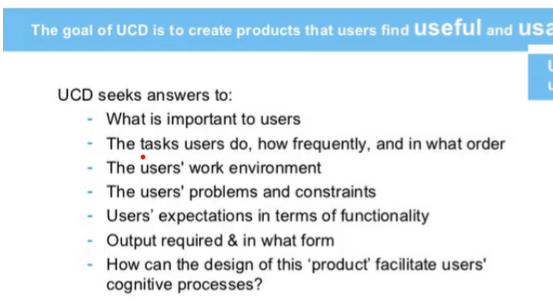 The goal of UCD is to create products that users find useful and
UCD seeks answers to:
- What is important to users
- The tasks users do, how frequently, and in what order
- The users' work environment
- The users' problems and constraints
- Users' expectations in terms of functionality
- Output required & in what form
- How can the design of this 'product' facilitate users'
cognitive processes?